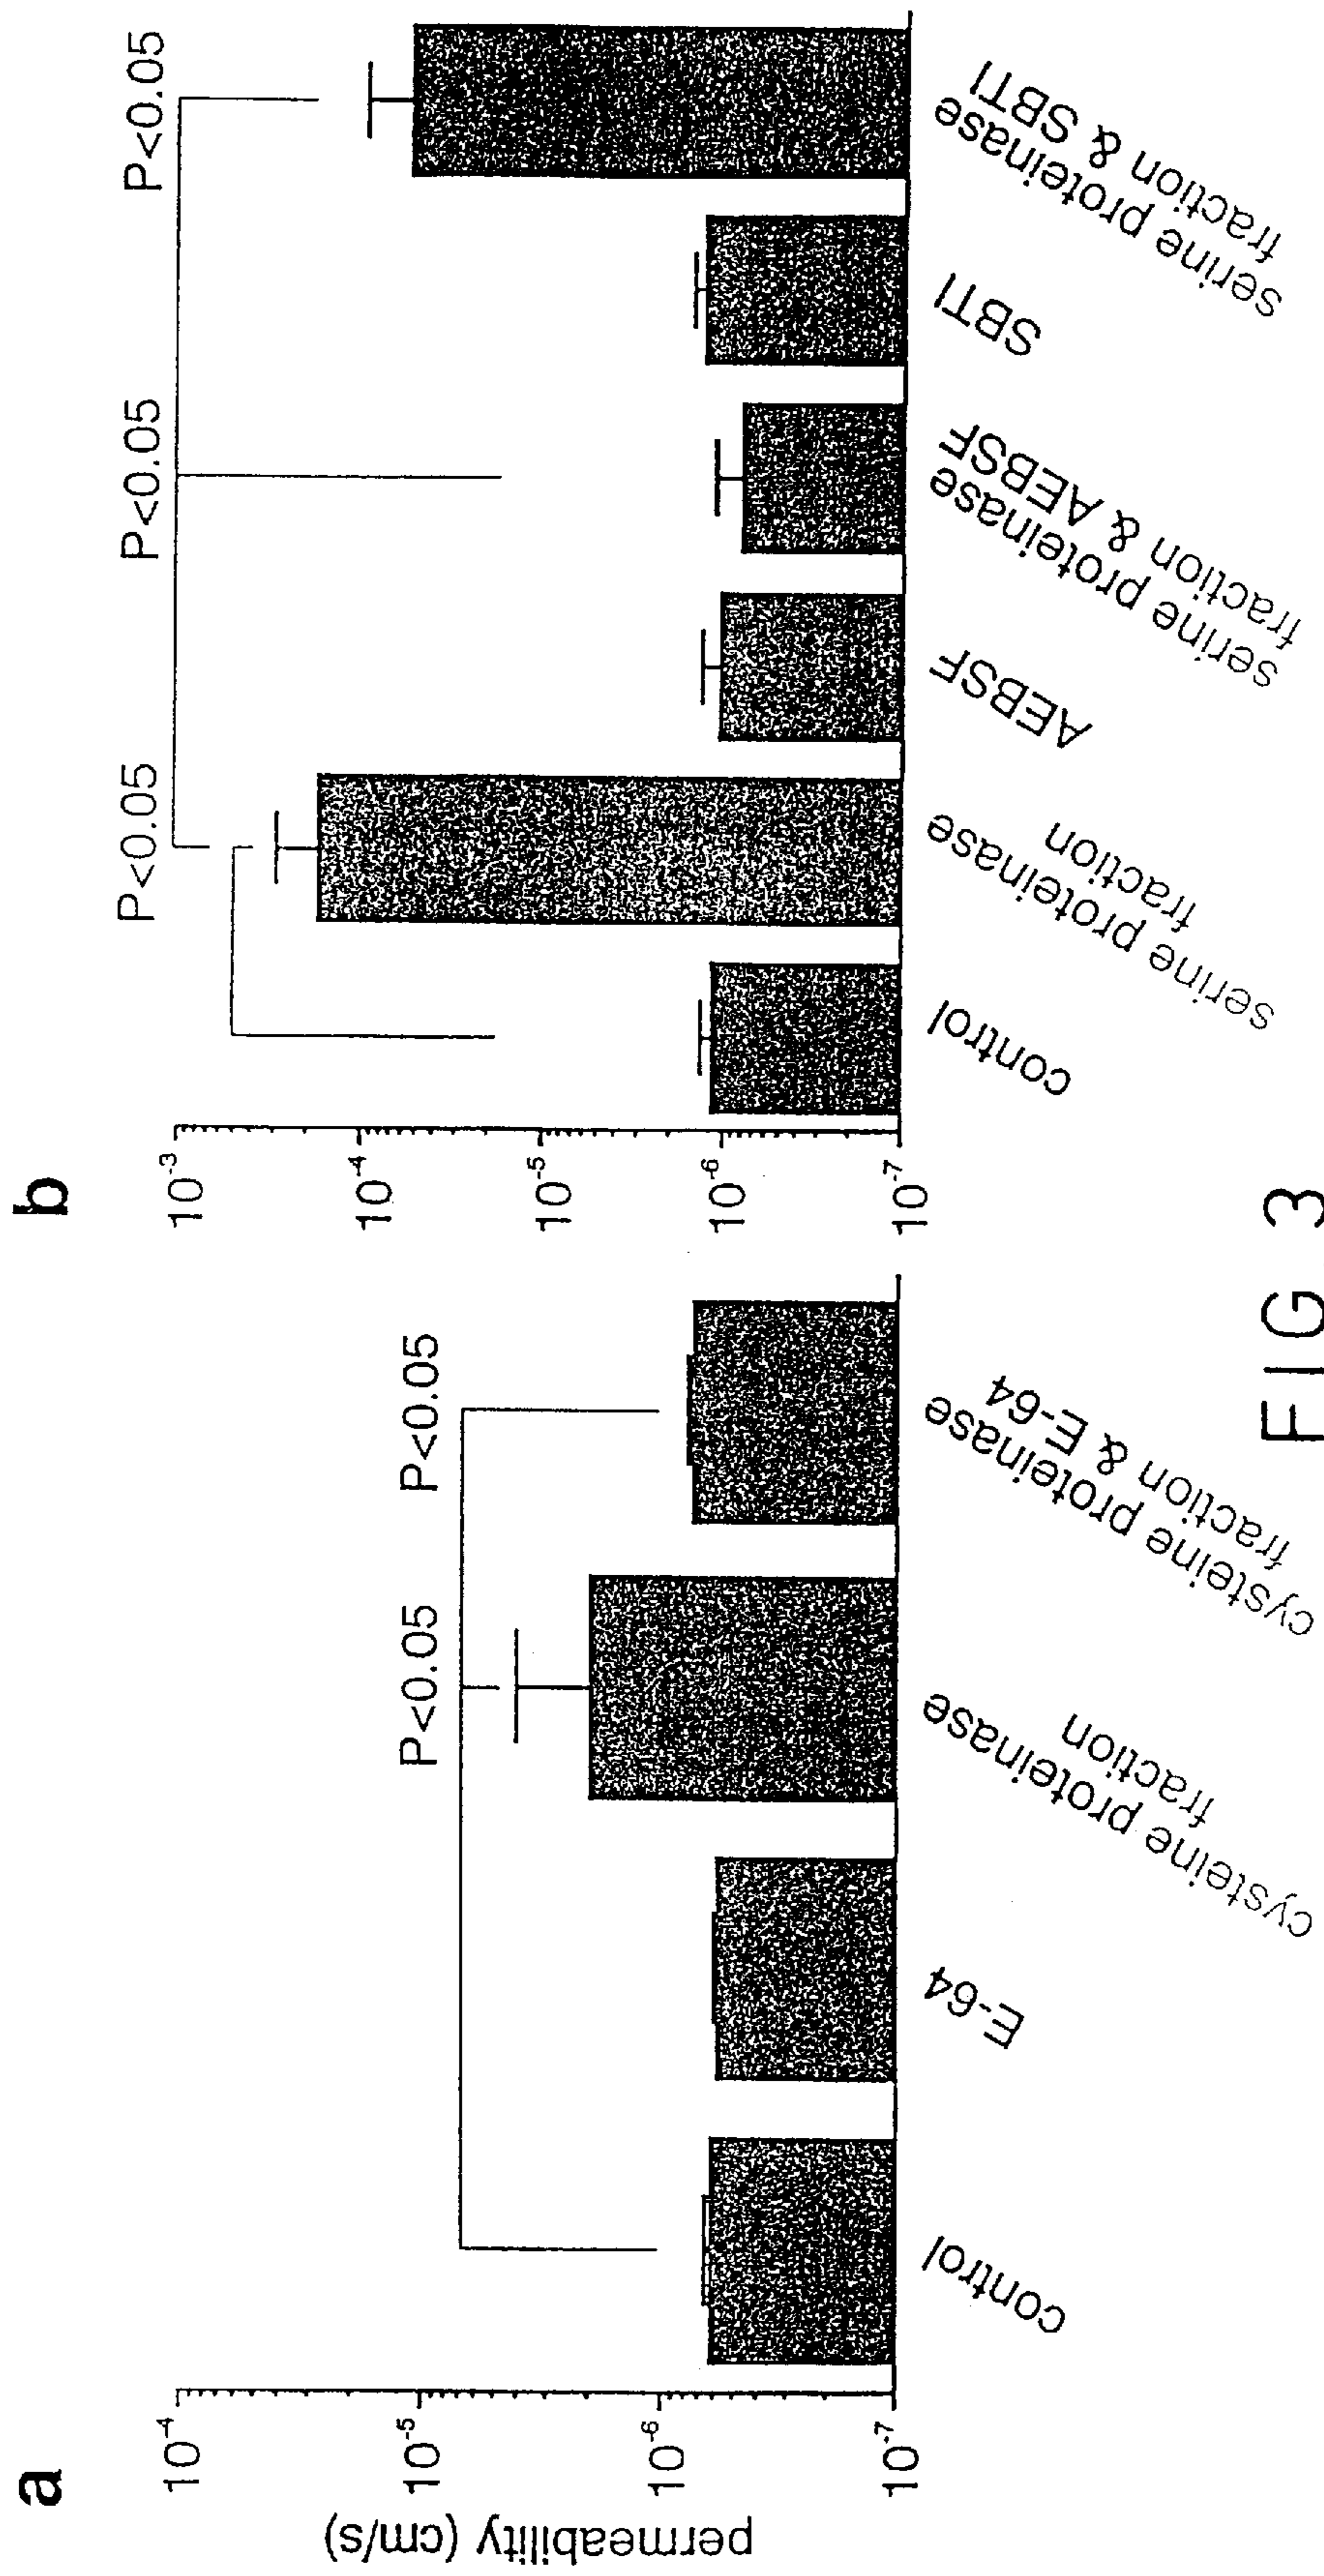 a
permeability (cm/s)
10-4
10-5
10-6
10-7
P<0.05
P<0.05
control
E-64
cysteine proteinase
fraction
cysteine proteinase
fraction & E-64
b
10-3
10-4
10-5
10-6
10-7
P<0.05
P<0.05
P<0.05
control
serine proteinase
fraction
AEBSF
serine proteinase
fraction & AEBSF
SBTI
serine proteinase
fraction & SBTI
FIG 3